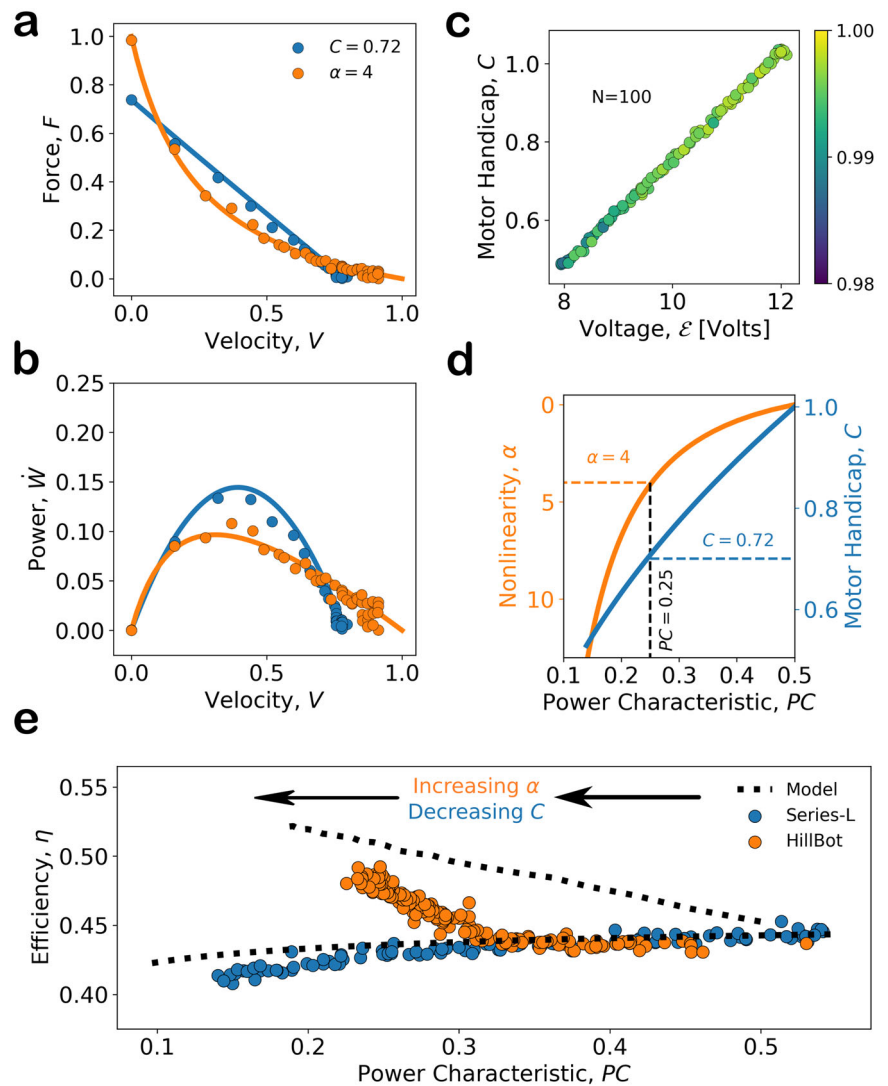 a
1.0
0.8
0.6
0.4
0.2
0.0
Force, F
C = 0.72
α = 4
0.0 0.5 1.0
Velocity, V
c
1.0
0.8
0.6
Motor Handicap, C
N=100
8 10 12
Voltage, ℰ [Volts]
1.00
0.99
0.98
b
0.25
0.20
0.15
0.10
0.05
0.00
Power, Ẇ
0.0 0.5 1.0
Velocity, V
d
0
5
10
Nonlinearity, α
α = 4
C = 0.72
PC = 0.25
1.0
0.8
0.6
Motor Handicap, C
0.1 0.2 0.3 0.4 0.5
Power Characteristic, PC
e
0.55
0.50
0.45
0.40
Efficiency, η
Increasing α
Decreasing C
Model
Series-L
HillBot
0.1 0.2 0.3 0.4 0.5
Power Characteristic, PC